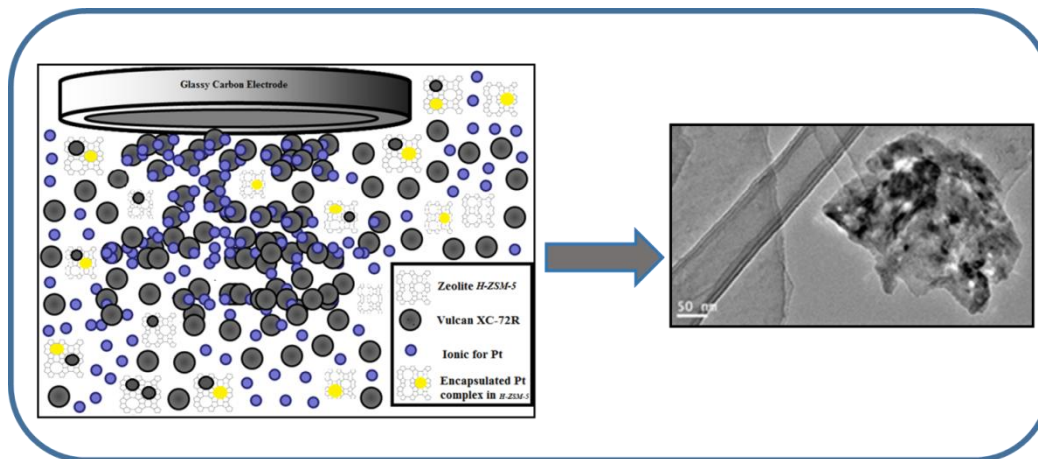 Glassy Carbon Electrode
Zeolite H-ZSM-5
Vulcan XC-72R
Ionic for Pt
Encapsulated Pt
complex in H-ZSM-5
50 nm